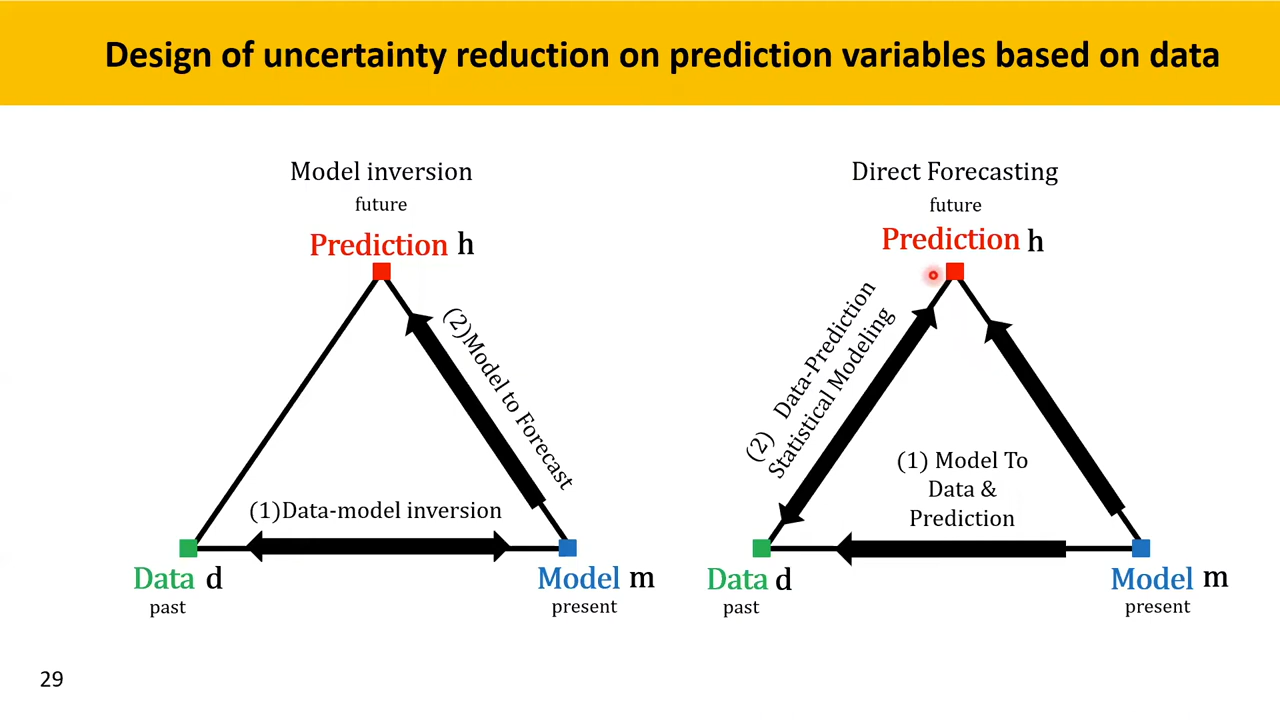 Design of uncertainty reduction on prediction variables based on data
Model inversion
future
Prediction h
(2)Model to Forecast
(1)Data-model inversion
Data d
past
Model m
present
Direct Forecasting
future
Prediction h
(2) Data-Prediction
Statistical Modeling
(1) Model To
Data &
Prediction
Data d
past
Model m
present
29